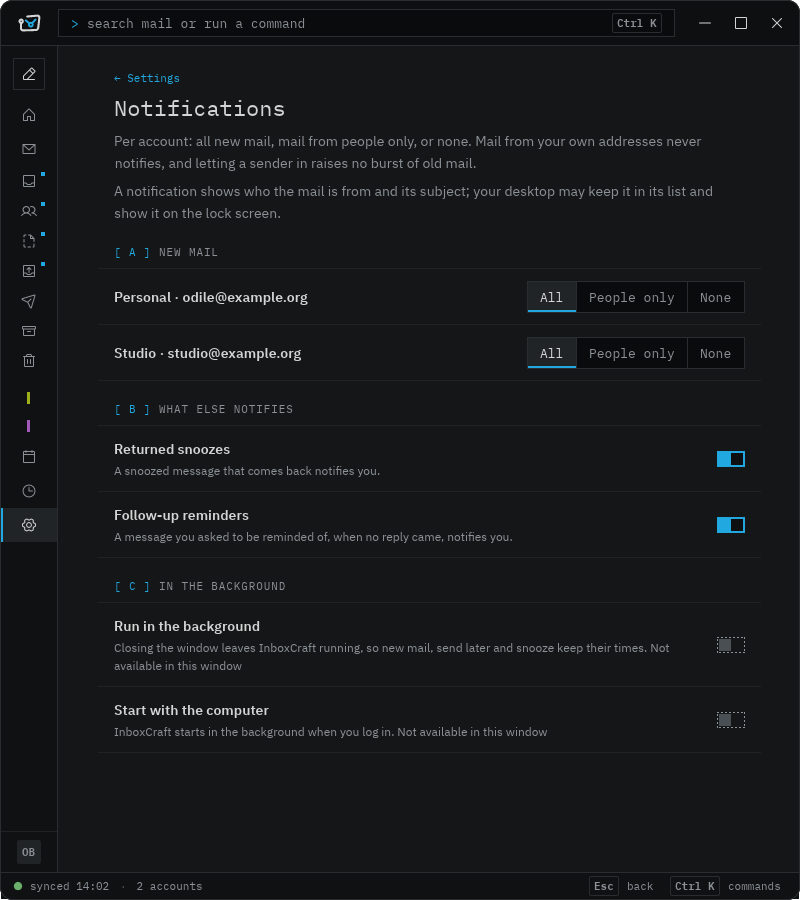 > search mail or run a command
Ctrl K
← Settings
Notifications
Per account: all new mail, mail from people only, or none. Mail from your own addresses never
notifies, and letting a sender in raises no burst of old mail.
A notification shows who the mail is from and its subject; your desktop may keep it in its list and
show it on the lock screen.
[ A ] NEW MAIL
Personal · odile@example.org
All People only None
Studio · studio@example.org
All People only None
[ B ] WHAT ELSE NOTIFIES
Returned snoozes
A snoozed message that comes back notifies you.
Follow-up reminders
A message you asked to be reminded of, when no reply came, notifies you.
[ C ] IN THE BACKGROUND
Run in the background
Closing the window leaves InboxCraft running, so new mail, send later and snooze keep their times. Not
available in this window
Start with the computer
InboxCraft starts in the background when you log in. Not available in this window
OB
synced 14:02 · 2 accounts
Esc back Ctrl K commands